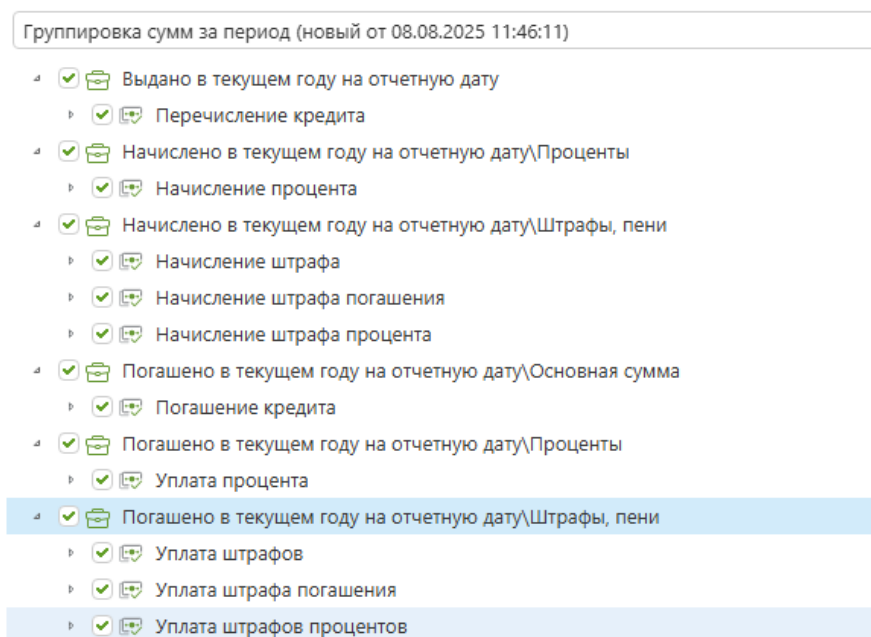 Группировка сумм за период (новый от 08.08.2025 11:46:11)
Выдано в текущем году на отчетную дату
Перечисление кредита
Начислено в текущем году на отчетную дату\Проценты
Начисление процента
Начислено в текущем году на отчетную дату\Штрафы, пени
Начисление штрафа
Начисление штрафа погашения
Начисление штрафа процента
Погашено в текущем году на отчетную дату\Основная сумма
Погашение кредита
Погашено в текущем году на отчетную дату\Проценты
Уплата процента
Погашено в текущем году на отчетную дату\Штрафы, пени
Уплата штрафов
Уплата штрафа погашения
Уплата штрафов процентов